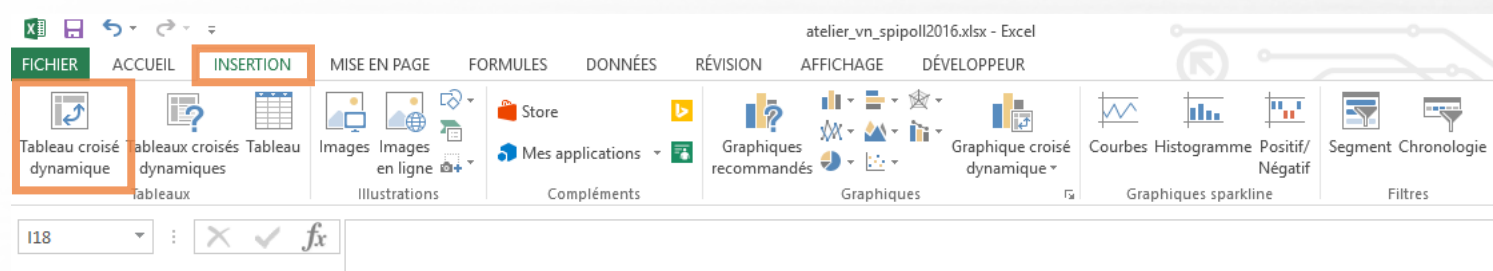 atelier_vn_spipoll2016.xlsx - Excel
FICHIER ACCUEIL INSERTION MISE EN PAGE FORMULES DONNÉES RÉVISION AFFICHAGE DÉVELOPPEUR
Tableau croisé dynamique
Tableaux croisés dynamiques
Tableau
Tableaux
Images
Images en ligne
Illustrations
Store
Mes applications
Compléments
Graphiques recommandés
Graphique croisé dynamique
Graphiques
Courbes
Histogramme
Positif/ Négatif
Graphiques sparkline
Segment
Chronologie
Filtres
I18
fx